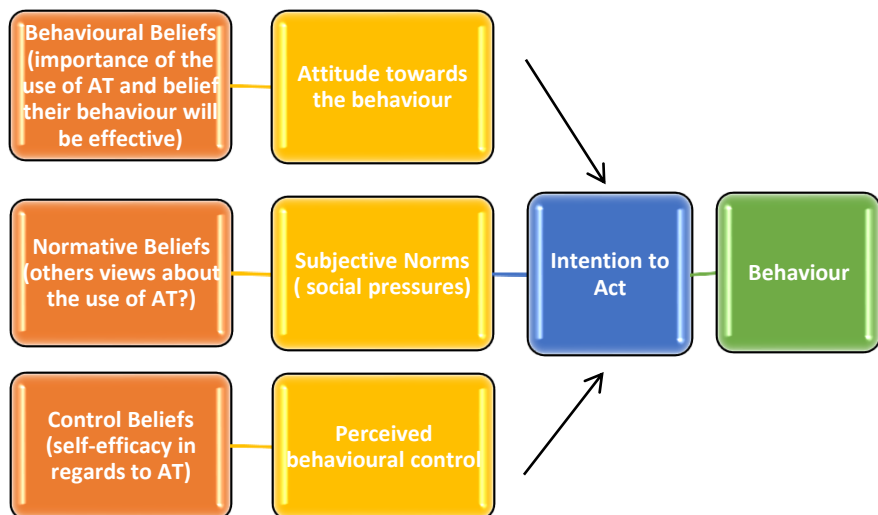 Behavioural Beliefs
(importance of the
use of AT and belief
their behaviour will
be effective)
Attitude towards
the behaviour
Normative Beliefs
(others views about
the use of AT?)
Subjective Norms
( social pressures)
Intention to
Act
Behaviour
Control Beliefs
(self-efficacy in
regards to AT)
Perceived
behavioural control